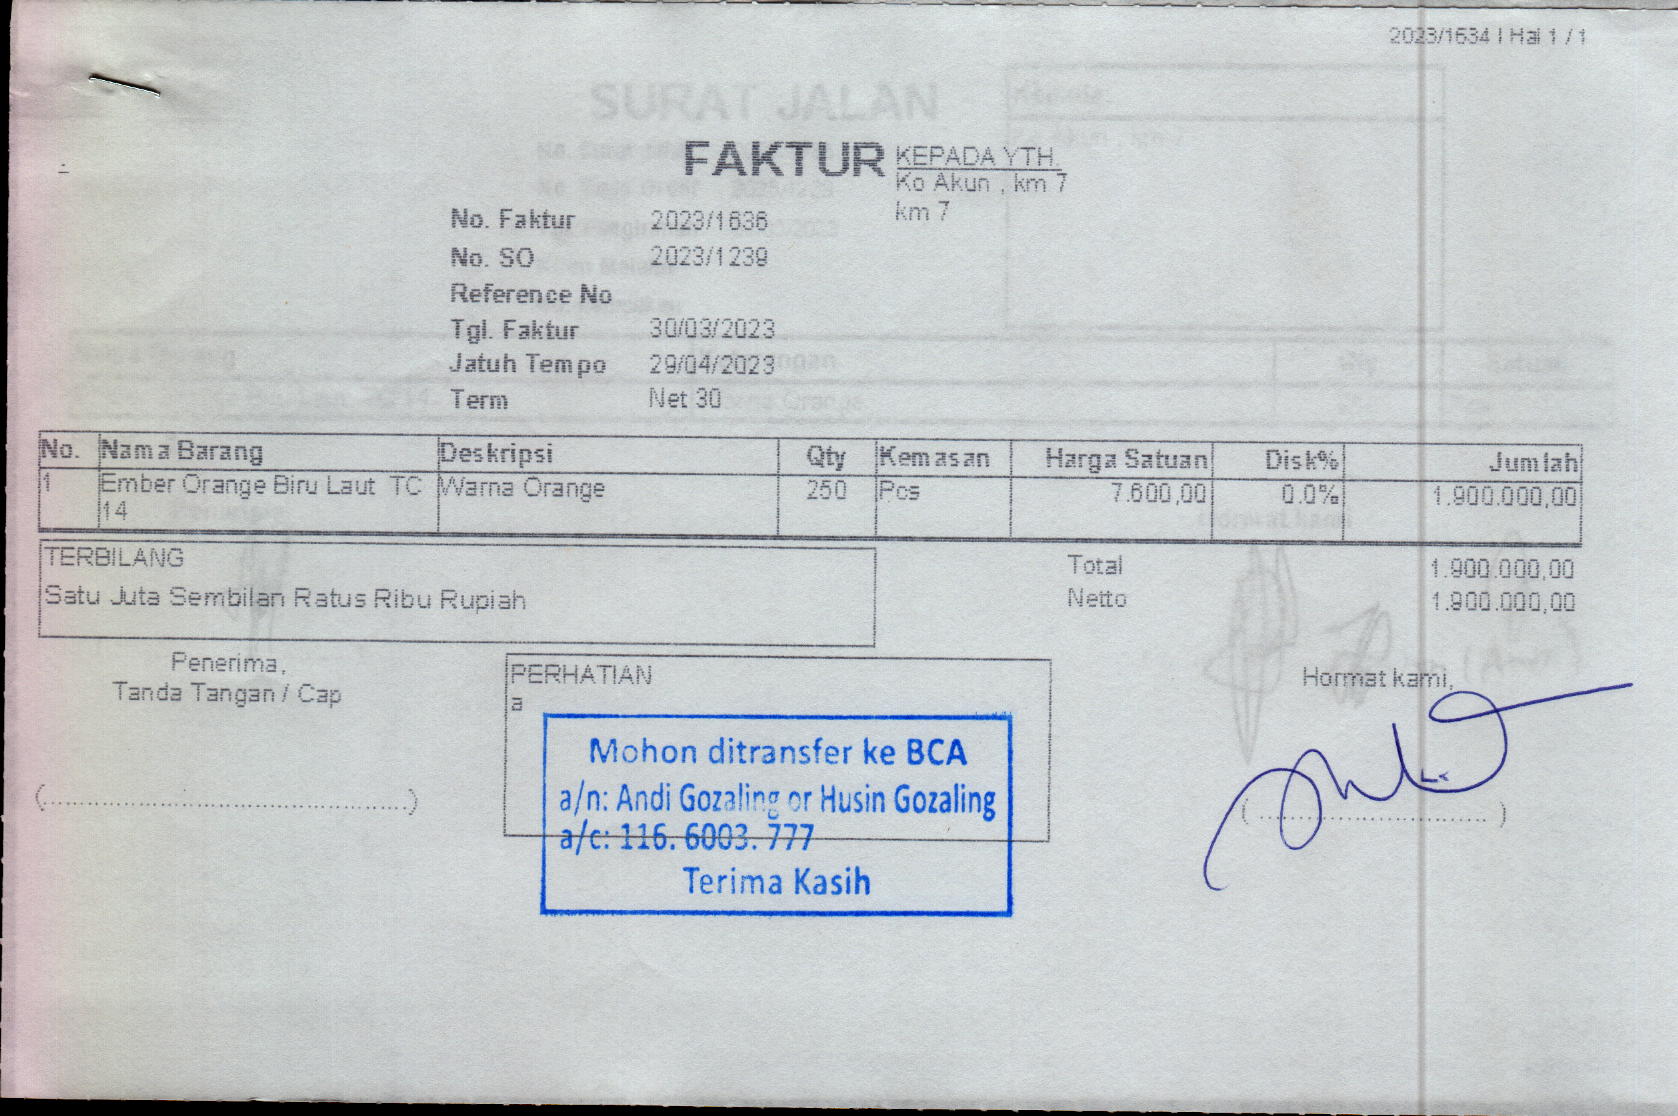 2023/1634 | Hal 1 / 1
FAKTUR
KEPADA YTH.
Ko Akun , km 7
km 7
No. Faktur 2023/1636
No. SO 2023/1239
Reference No
Tgl. Faktur 30/03/2023
Jatuh Tempo 29/04/2023
Term Net 30
No. Nama Barang Deskripsi Qty Kemasan Harga Satuan Disk% Jumlah
1 Ember Orange Biru Laut TC Warna Orange 250 Pcs 7.600,00 0.0% 1.900.000,00
14
TERBILANG
Satu Juta Sembilan Ratus Ribu Rupiah
Total 1.900.000,00
Netto 1.900.000,00
Penerima,
Tanda Tangan / Cap
(..........................................)
PERHATIAN
a
Mohon ditransfer ke BCA
a/n: Andi Gozaling or Husin Gozaling
a/c: 116. 6003. 777
Terima Kasih
Hormat kami,
(..............................)
SURAT JALAN